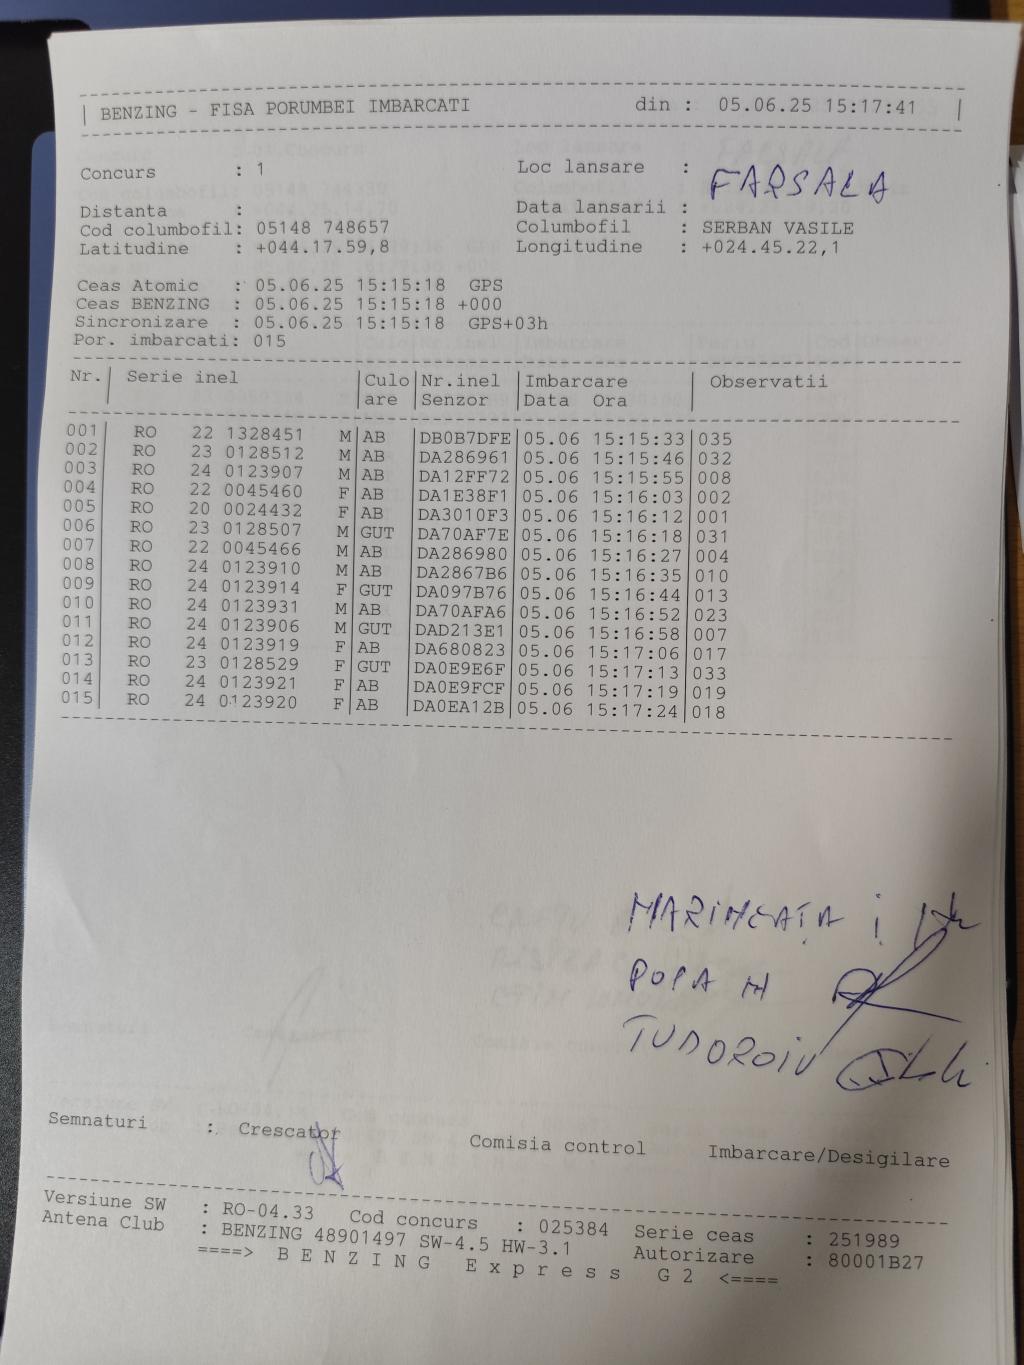 BENZING - FISA PORUMBEI IMBARCATI din : 05.06.25 15:17:41
Concurs : 1 Loc lansare : FARSALA
Distanta : Data lansarii :
Cod columbofil: 05148 748657 Columbofil : SERBAN VASILE
Latitudine : +044.17.59,8 Longitudine : +024.45.22,1
Ceas Atomic : 05.06.25 15:15:18 GPS
Ceas BENZING : 05.06.25 15:15:18 +000
Sincronizare : 05.06.25 15:15:18 GPS+03h
Por. imbarcati: 015
Nr. | Serie inel | Culo | Nr.inel | Imbarcare | Observatii
are | Senzor | Data Ora
001 RO 22 1328451 M AB DB0B7DFE 05.06 15:15:33 035
002 RO 23 0128512 M AB DA286961 05.06 15:15:46 032
003 RO 24 0123907 M AB DA12FF72 05.06 15:15:55 008
004 RO 22 0045460 F AB DA1E38F1 05.06 15:16:03 002
005 RO 20 0024432 F AB DA3010F3 05.06 15:16:12 001
006 RO 23 0128507 M GUT DA70AF7E 05.06 15:16:18 031
007 RO 22 0045466 M AB DA286980 05.06 15:16:27 004
008 RO 24 0123910 M AB DA2867B6 05.06 15:16:35 010
009 RO 24 0123914 F GUT DA097B76 05.06 15:16:44 013
010 RO 24 0123931 M AB DA70AFA6 05.06 15:16:52 023
011 RO 24 0123906 M GUT DAD213E1 05.06 15:16:58 007
012 RO 24 0123919 F AB DA680823 05.06 15:17:06 017
013 RO 23 0128529 F GUT DA0E9E6F 05.06 15:17:13 033
014 RO 24 0123921 F AB DA0E9FCF 05.06 15:17:19 019
015 RO 24 0123920 F AB DA0EA12B 05.06 15:17:24 018
POPA
TUDOROIU
Semnaturi : Crescator Comisia control Imbarcare/Desigilare
Versiune SW : RO-04.33 Cod concurs : 025384 Serie ceas : 251989
Antena Club : BENZING 48901497 SW-4.5 HW-3.1 Autorizare : 80001B27
====> B E N Z I N G E x p r e s s G 2 <====